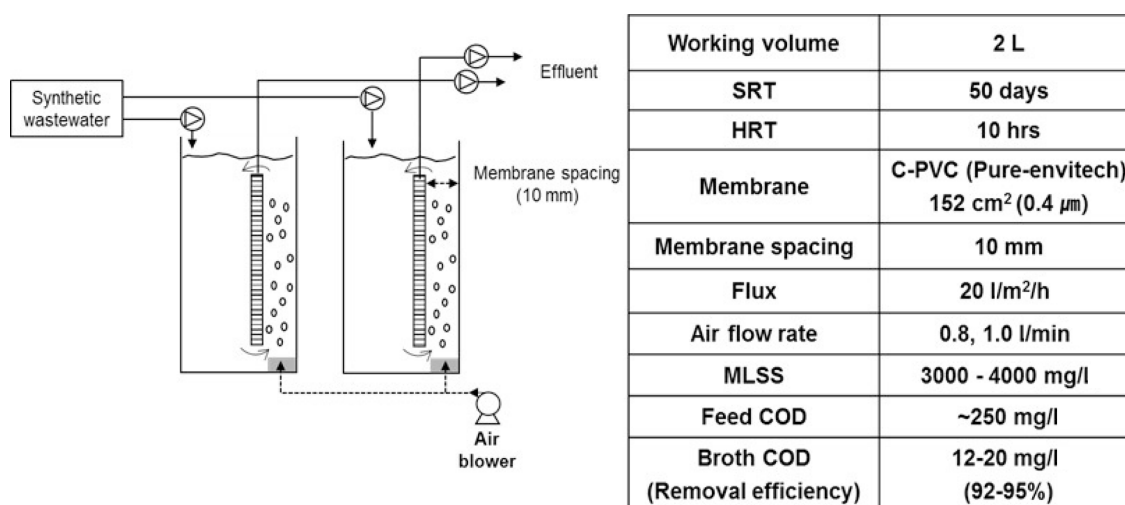 Synthetic
wastewater
Effluent
Membrane spacing
(10 mm)
Air
blower
Working volume 2 L
SRT 50 days
HRT 10 hrs
Membrane C-PVC (Pure-envitech)
152 cm² (0.4 ㎛)
Membrane spacing 10 mm
Flux 20 l/m²/h
Air flow rate 0.8, 1.0 l/min
MLSS 3000 - 4000 mg/l
Feed COD ~250 mg/l
Broth COD 12-20 mg/l
(Removal efficiency) (92-95%)